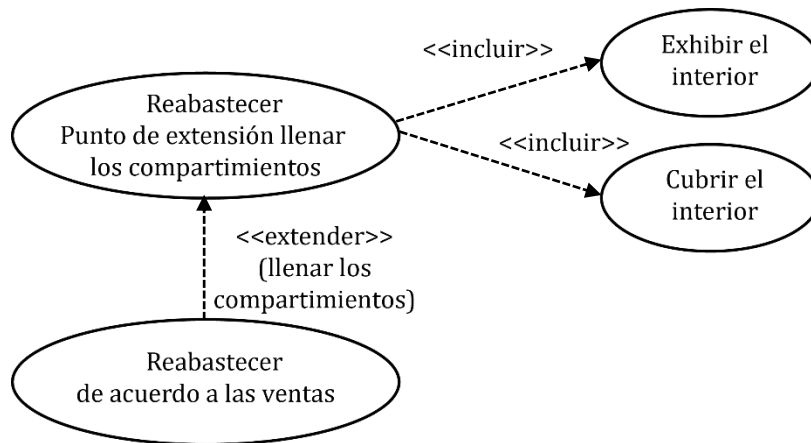 <<incluir>>
Exhibir el
interior
Reabastecer
Punto de extensión llenar
los compartimientos
<<incluir>>
Cubrir el
interior
<<extender>>
(llenar los
compartimientos)
Reabastecer
de acuerdo a las ventas